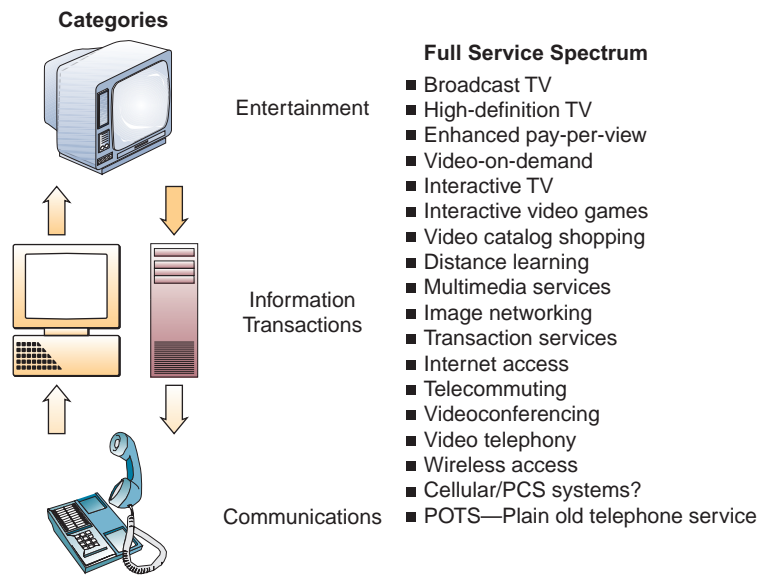 Categories
Entertainment
Information
Transactions
Communications
Full Service Spectrum
■ Broadcast TV
■ High-definition TV
■ Enhanced pay-per-view
■ Video-on-demand
■ Interactive TV
■ Interactive video games
■ Video catalog shopping
■ Distance learning
■ Multimedia services
■ Image networking
■ Transaction services
■ Internet access
■ Telecommuting
■ Videoconferencing
■ Video telephony
■ Wireless access
■ Cellular/PCS systems?
■ POTS—Plain old telephone service